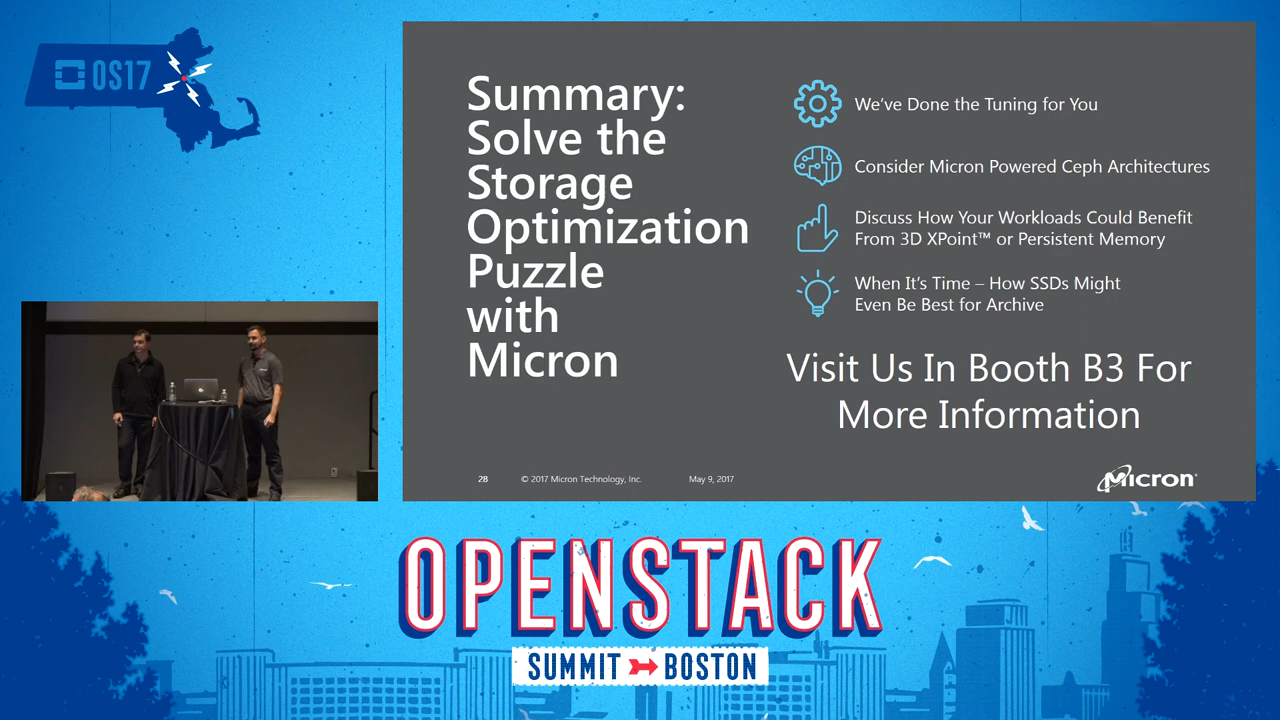 OS17
Summary:
Solve the
Storage
Optimization
Puzzle
with
Micron
We've Done the Tuning for You
Consider Micron Powered Ceph Architectures
Discuss How Your Workloads Could Benefit
From 3D XPoint™ or Persistent Memory
When It's Time – How SSDs Might
Even Be Best for Archive
Visit Us In Booth B3 For
More Information
28 © 2017 Micron Technology, Inc. May 9, 2017
Micron®
OPENSTACK
SUMMIT BOSTON